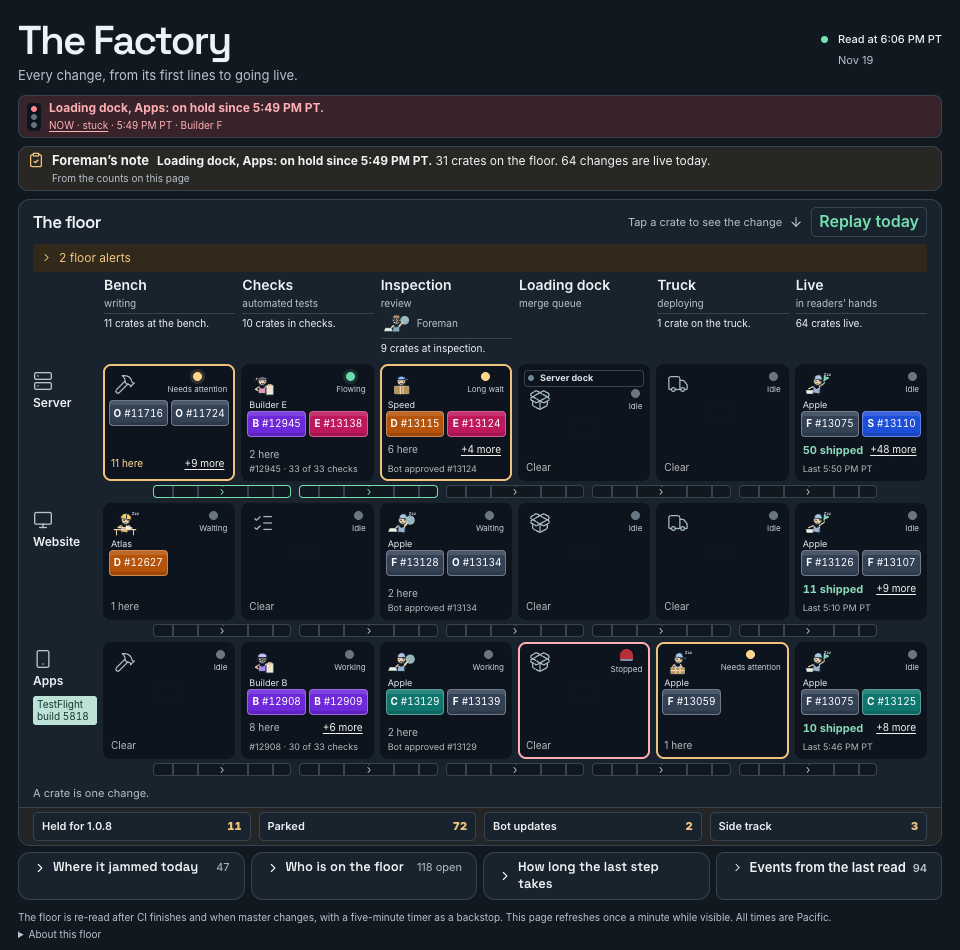 The Factory
Every change, from its first lines to going live.
Read at 6:06 PM PT
Nov 19
Loading dock, Apps: on hold since 5:49 PM PT.
NOW · stuck · 5:49 PM PT · Builder F
Foreman's note Loading dock, Apps: on hold since 5:49 PM PT. 31 crates on the floor. 64 changes are live today.
From the counts on this page
The floor
Tap a crate to see the change ↓ Replay today
2 floor alerts
Bench
writing
11 crates at the bench.
Checks
automated tests
10 crates in checks.
Inspection
review
Foreman
9 crates at inspection.
Loading dock
merge queue
Truck
deploying
1 crate on the truck.
Live
in readers' hands
64 crates live.
Server
Needs attention
O #11716 O #11724
11 here +9 more
Flowing
Builder E
B #12945 E #13138
2 here
#12945 · 33 of 33 checks
Long wait
Speed
D #13115 E #13124
6 here +4 more
Bot approved #13124
Server dock
Idle
Clear
Idle
Clear
Idle
Apple
F #13075 S #13110
50 shipped +48 more
Last 5:50 PM PT
Website
Waiting
Atlas
D #12627
1 here
Idle
Clear
Waiting
Apple
F #13128 O #13134
2 here
Bot approved #13134
Idle
Clear
Idle
Clear
Idle
Apple
F #13126 F #13107
11 shipped +9 more
Last 5:10 PM PT
Apps
TestFlight
build 5818
Idle
Clear
Working
Builder B
B #12908 B #12909
8 here +6 more
#12908 · 30 of 33 checks
Working
Apple
C #13129 F #13139
2 here
Bot approved #13129
Stopped
Clear
Needs attention
Apple
F #13059
1 here
Idle
Apple
F #13075 C #13125
10 shipped +8 more
Last 5:46 PM PT
A crate is one change.
Held for 1.0.8 11
Parked 72
Bot updates 2
Side track 3
Where it jammed today 47
Who is on the floor 118 open
How long the last step
takes
Events from the last read 94
The floor is re-read after CI finishes and when master changes, with a five-minute timer as a backstop. This page refreshes once a minute while visible. All times are Pacific.
About this floor